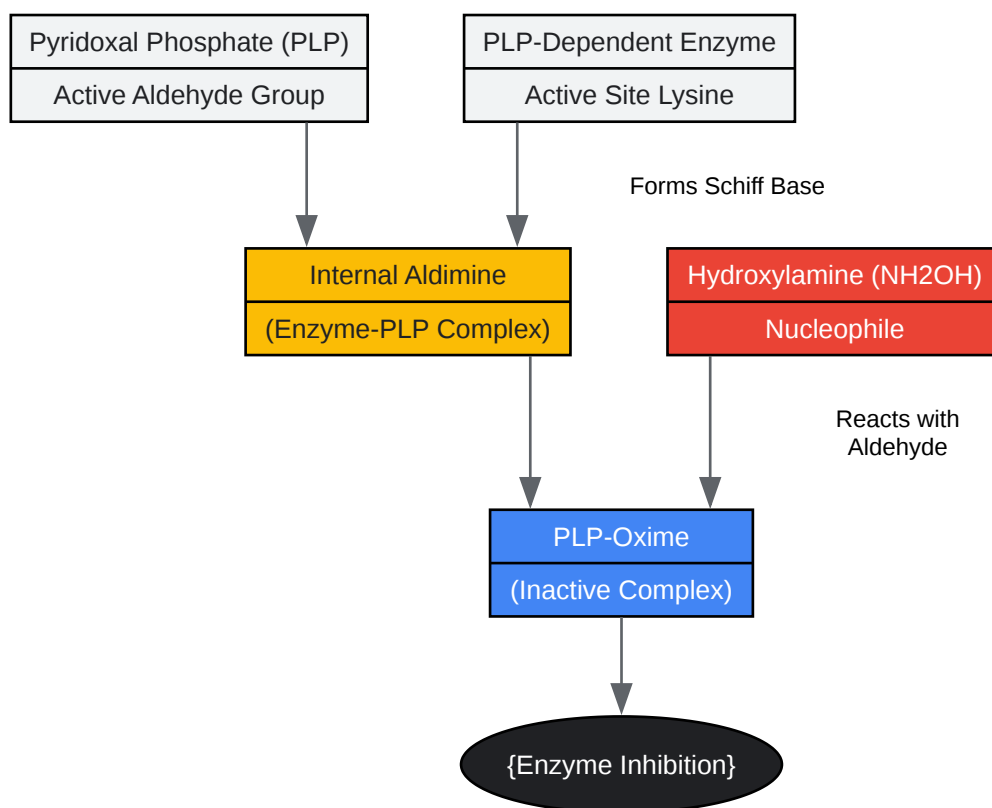 Pyridoxal Phosphate (PLP)
Active Aldehyde Group
PLP-Dependent Enzyme
Active Site Lysine
Forms Schiff Base
Internal Aldimine
(Enzyme-PLP Complex)
Hydroxylamine (NH2OH)
Nucleophile
Reacts with
Aldehyde
PLP-Oxime
(Inactive Complex)
{Enzyme Inhibition}